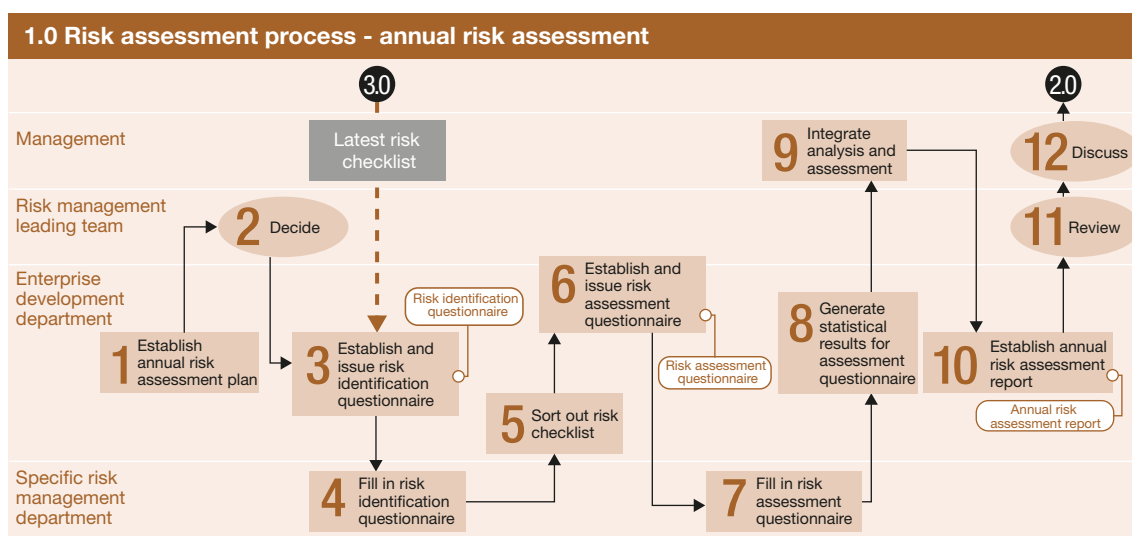 1.0 Risk assessment process - annual risk assessment
3.0
2.0
Management
Latest risk
checklist
9 Integrate
analysis and
assessment
12 Discuss
Risk management
leading team
2 Decide
11 Review
Enterprise
development
department
1 Establish
annual risk
assessment plan
3 Establish and
issue risk
identification
questionnaire
Risk identification
questionnaire
5 Sort out risk
checklist
6 Establish and
issue risk
assessment
questionnaire
Risk assessment
questionnaire
8 Generate
statistical
results for
assessment
questionnaire
10 Establish annual
risk assessment
report
Annual risk
assessment report
Specific risk
management
department
4 Fill in risk
identification
questionnaire
7 Fill in risk
assessment
questionnaire